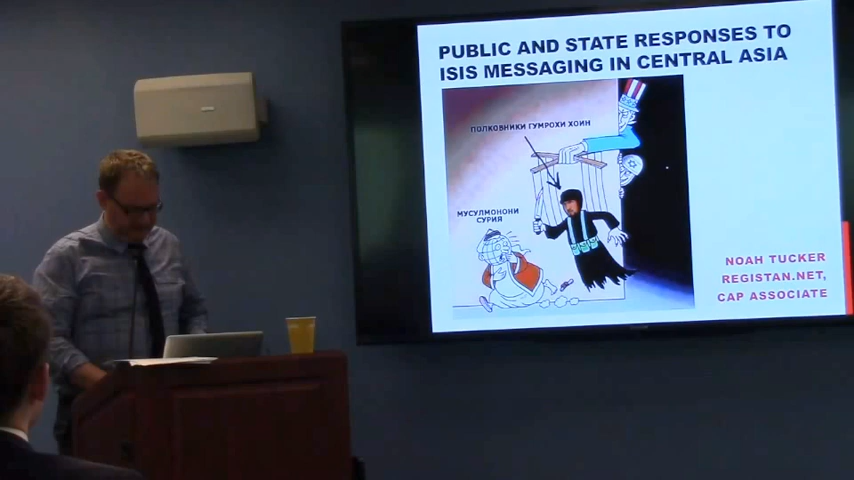 PUBLIC AND STATE RESPONSES TO
ISIS MESSAGING IN CENTRAL ASIA
ПОЛКОВНИКИ ГУМРОХИ ХОИН
МУСУЛМОНОНИ
СУРИЯ
NOAH TUCKER
REGISTAN.NET,
CAP ASSOCIATE